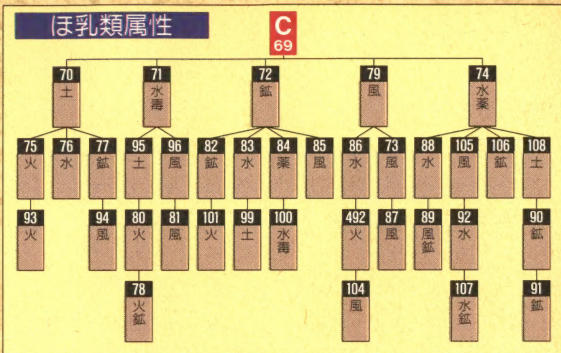 ほ乳類属性
C
69
70 71 72 79 74
土 水毒 鉱 風 水薬
75 76 77 95 96 82 83 84 85 86 73 88 105 106 108
火 水 鉱 土 風 鉱 水 薬 風 水 風 水 風 鉱 土
93 94 80 81 101 99 100 492 87 89 92 90
火 風 火 風 火 土 水毒 火 風 風鉱 水 鉱
78 104 107 91
火鉱 風 水鉱 鉱